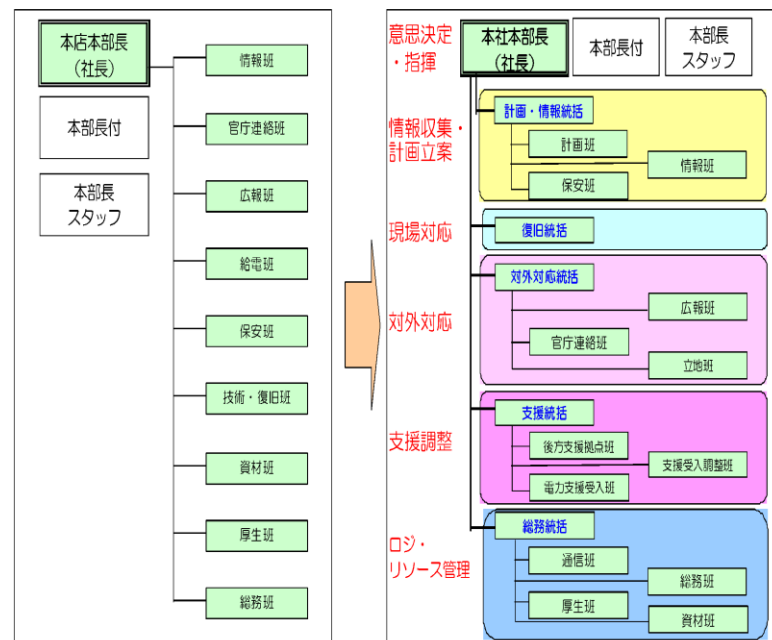 本店本部長
(社長)
本部長付
本部長
スタッフ
情報班
官庁連絡班
広報班
給電班
保安班
技術・復旧班
資材班
厚生班
総務班
意思決定
・指揮
本社本部長
(社長)
本部長付
本部長
スタッフ
情報収集・
計画立案
計画・情報統括
計画班
情報班
保安班
現場対応
復旧統括
対外対応
対外対応統括
広報班
官庁連絡班
立地班
支援調整
支援統括
後方支援拠点班
支援受入調整班
電力支援受入班
ロジ・
リソース管理
総務統括
通信班
総務班
厚生班
資材班